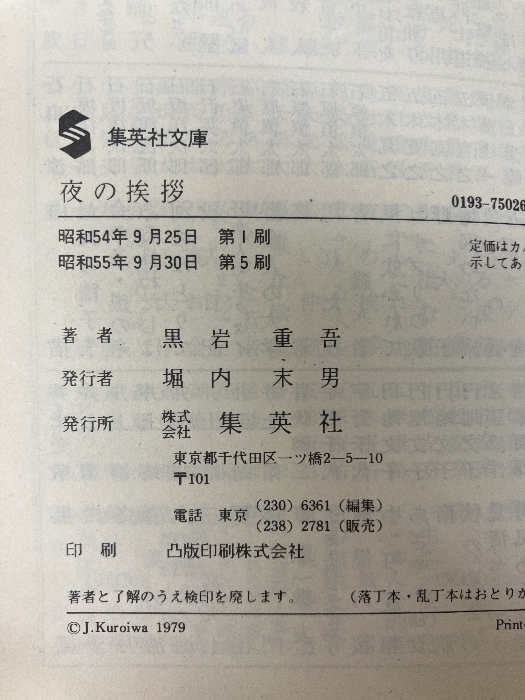 集英社文庫
夜の挨拶
0193-75026
昭和54年9月25日 第1刷
昭和55年9月30日 第5刷
定価はカ
示してあ
著者 黒岩重吾
発行者 堀内末男
発行所 株式会社 集英社
東京都千代田区一ツ橋2―5―10
〒101
電話 東京 (230) 6361(編集)
(238) 2781(販売)
印刷 凸版印刷株式会社
著者と了解のうえ検印を廃します。 (落丁本・乱丁本はおとりか
©J.Kuroiwa 1979 Printe